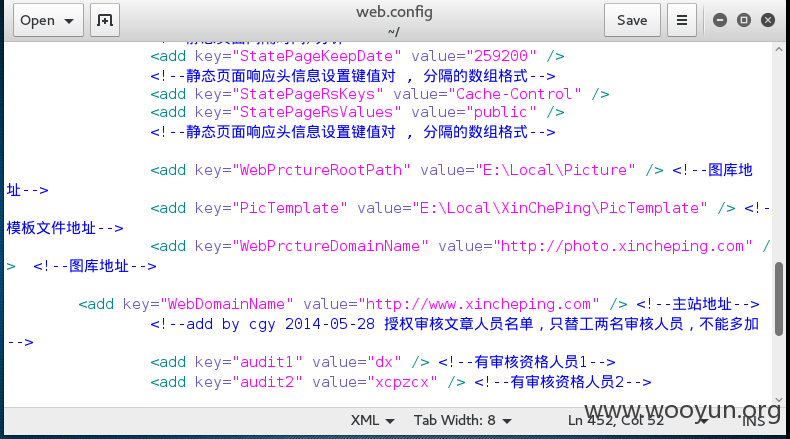 Open
web.config
~/
Save
<add key="StatePageKeepDate" value="259200" />
<!--静态页面响应头信息设置键值对 , 分隔的数组格式-->
<add key="StatePageRsKeys" value="Cache-Control" />
<add key="StatePageRsValues" value="public" />
<!--静态页面响应头信息设置键值对 , 分隔的数组格式-->
<add key="WebPrctureRootPath" value="E:\Local\Picture" /> <!--图库地
址-->
<add key="PicTemplate" value="E:\Local\XinChePing\PicTemplate" /> <!--
模板文件地址-->
<add key="WebPrctureDomainName" value="http://photo.xincheping.com" /
> <!--图库地址-->
<add key="WebDomainName" value="http://www.xincheping.com" /> <!--主站地址-->
<!--add by cgy 2014-05-28 授权审核文章人员名单，只替工两名审核人员，不能多加
-->
<add key="audit1" value="dx" /> <!--有审核资格人员1-->
<add key="audit2" value="xcpzcx" /> <!--有审核资格人员2-->
XML
Tab Width: 8
Ln 452, Col 52
INS
www.wooyun.org